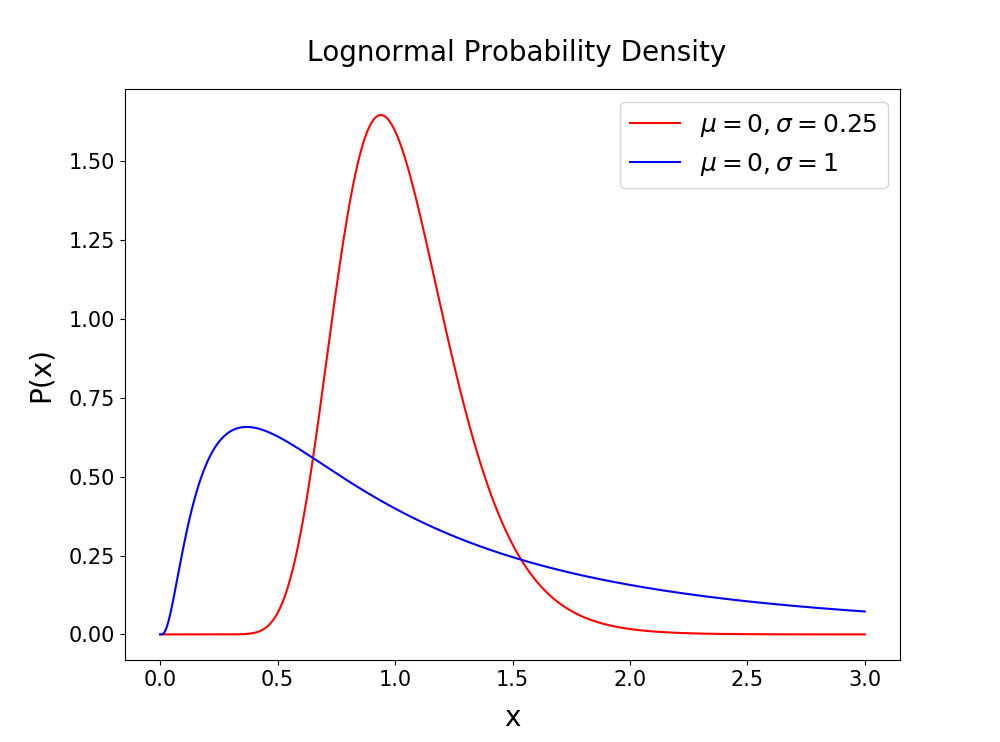 Lognormal Probability Density
μ = 0, σ = 0.25
μ = 0, σ = 1
P(x)
1.50
1.25
1.00
0.75
0.50
0.25
0.00
0.0 0.5 1.0 1.5 2.0 2.5 3.0
x